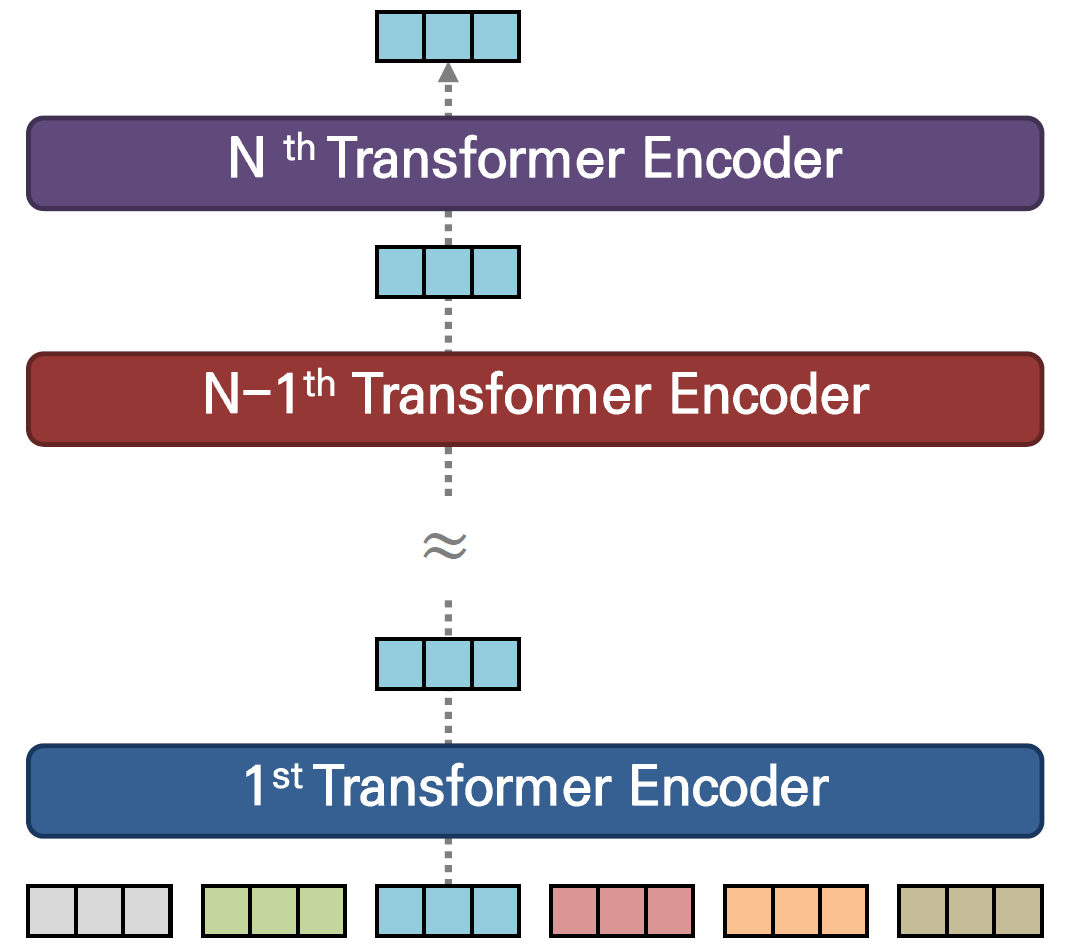 N th Transformer Encoder
N-1th Transformer Encoder
≈
1st Transformer Encoder